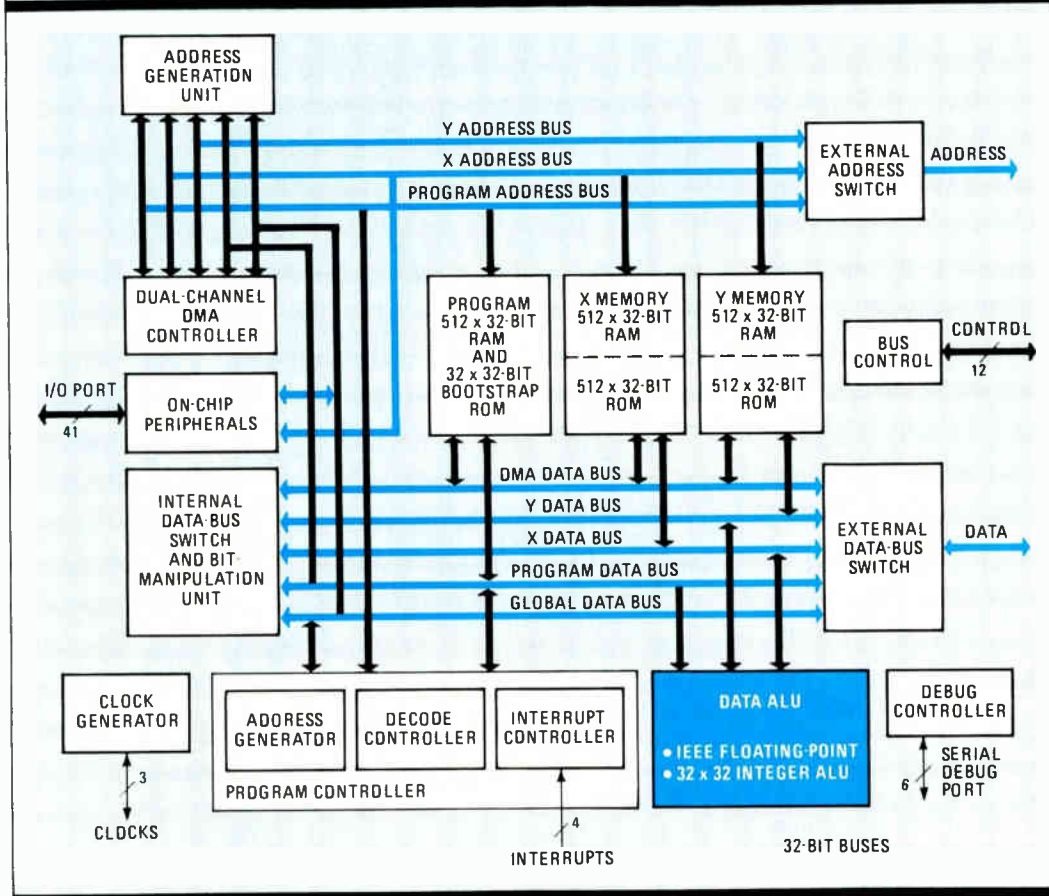 ADDRESS
GENERATION
UNIT
Y ADDRESS BUS
X ADDRESS BUS
PROGRAM ADDRESS BUS
EXTERNAL
ADDRESS
SWITCH
ADDRESS
DUAL-CHANNEL
DMA
CONTROLLER
PROGRAM
512 x 32-BIT
RAM
AND
32 x 32-BIT
BOOTSTRAP
ROM
X MEMORY
512 x 32-BIT
RAM
512 x 32-BIT
ROM
Y MEMORY
512 x 32-BIT
RAM
512 x 32-BIT
ROM
BUS
CONTROL
CONTROL
12
I/O PORT
41
ON-CHIP
PERIPHERALS
INTERNAL
DATA-BUS
SWITCH
AND BIT-
MANIPULATION
UNIT
DMA DATA BUS
Y DATA BUS
X DATA BUS
PROGRAM DATA BUS
GLOBAL DATA BUS
EXTERNAL
DATA-BUS
SWITCH
DATA
CLOCK
GENERATOR
3
CLOCKS
ADDRESS
GENERATOR
DECODE
CONTROLLER
INTERRUPT
CONTROLLER
PROGRAM CONTROLLER
4
INTERRUPTS
DATA ALU
• IEEE FLOATING-POINT
• 32 x 32 INTEGER ALU
DEBUG
CONTROLLER
6
SERIAL
DEBUG
PORT
32-BIT BUSES